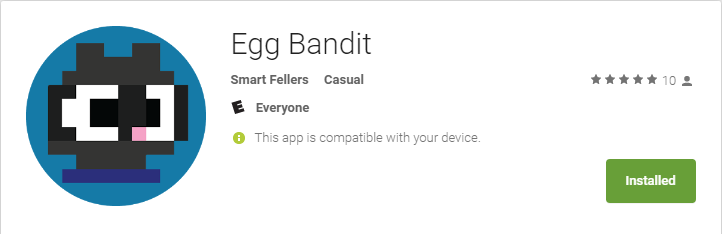 Egg Bandit
Smart Fellers Casual
10
E Everyone
This app is compatible with your device.
Installed